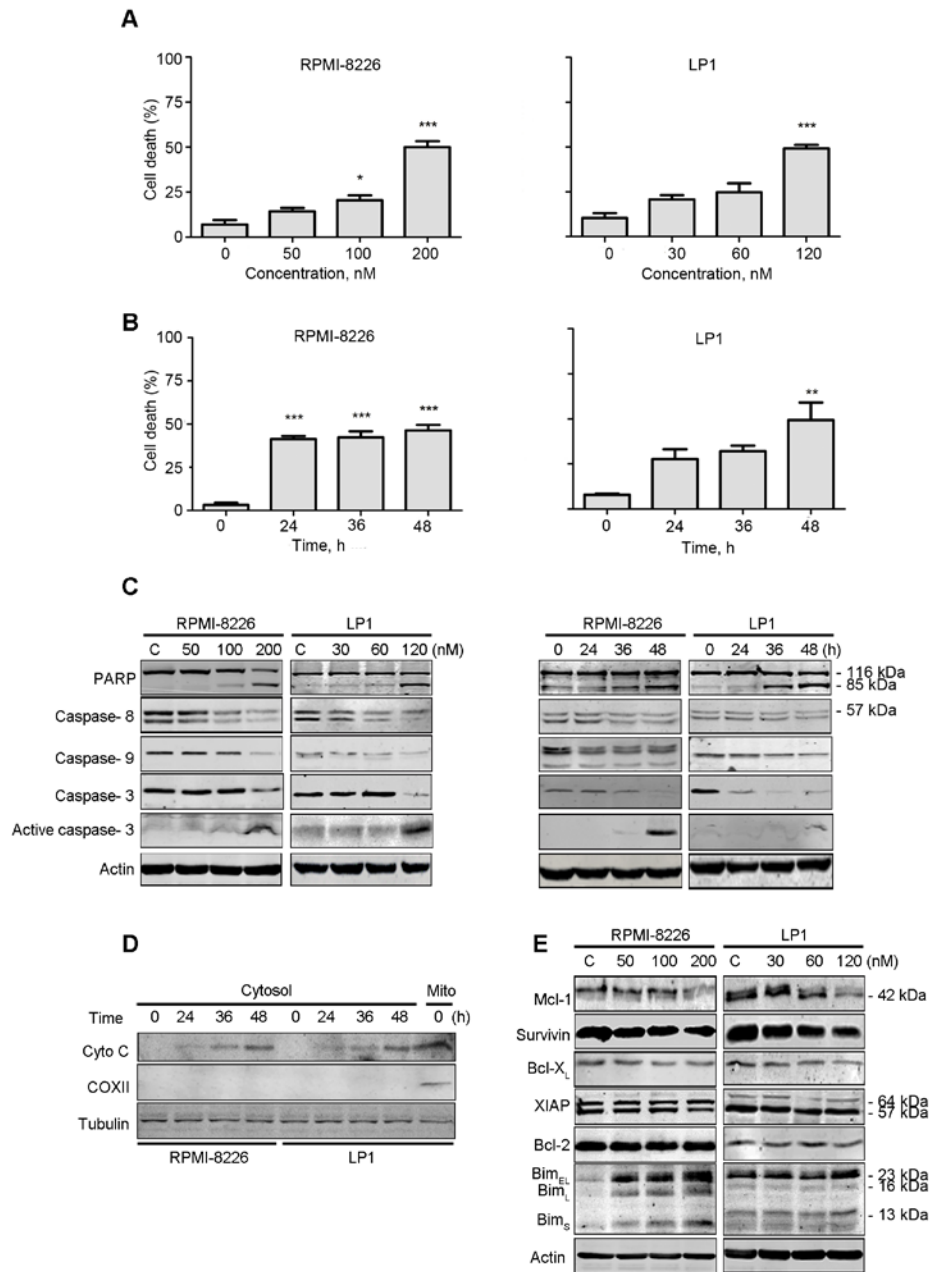 A
RPMI-8226
LP1
Cell death (%)
100
75
50
25
0
***
*
***
0 50 100 200
0 30 60 120
Concentration, nM
Concentration, nM
B
RPMI-8226
LP1
Cell death (%)
100
75
50
25
0
*** *** ***
**
0 24 36 48
0 24 36 48
Time, h
Time, h
C
RPMI-8226 LP1
C 50 100 200 C 30 60 120 (nM)
RPMI-8226 LP1
0 24 36 48 0 24 36 48 (h)
PARP
- 116 kDa
- 85 kDa
Caspase- 8
- 57 kDa
Caspase- 9
Caspase- 3
Active caspase- 3
Actin
D
Cytosol Mito
Time 0 24 36 48 0 24 36 48 0 (h)
Cyto C
COXII
Tubulin
RPMI-8226 LP1
E
RPMI-8226 LP1
C 50 100 200 C 30 60 120 (nM)
Mcl-1 - 42 kDa
Survivin
Bcl-XL
XIAP - 64 kDa
- 57 kDa
Bcl-2
BimEL - 23 kDa
BimL - 16 kDa
BimS - 13 kDa
Actin